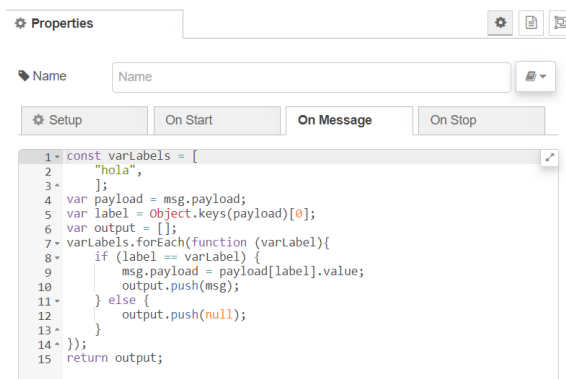 Properties
Name
Name
Setup
On Start
On Message
On Stop
1 const varLabels = [
2 "hola",
3 ];
4 var payload = msg.payload;
5 var label = Object.keys(payload)[0];
6 var output = [];
7 varLabels.forEach(function (varLabel){
8 if (label == varLabel) {
9 msg.payload = payload[label].value;
10 output.push(msg);
11 } else {
12 output.push(null);
13 }
14 });
15 return output;